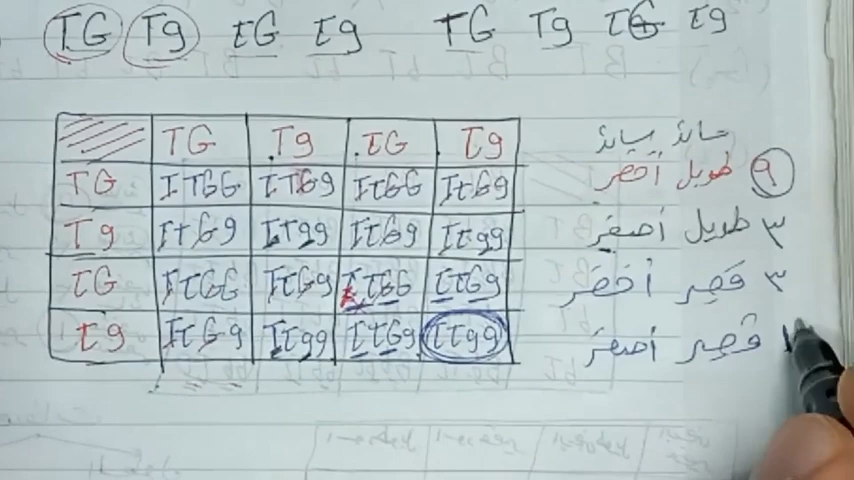 TG Tg tG tg TG Tg tG tg
TG Tg tG tg
TG TTGG TTGg TtGG TtGg ٩ طويل أخضر
Tg TtGg TTgg TtGg Ttgg ٣ طويل أصفر
tG TtGG TtGg ttGG ttGg ٣ قصير أخضر
tg TtGg Ttgg ttGg ttgg ١ قصير أصفر